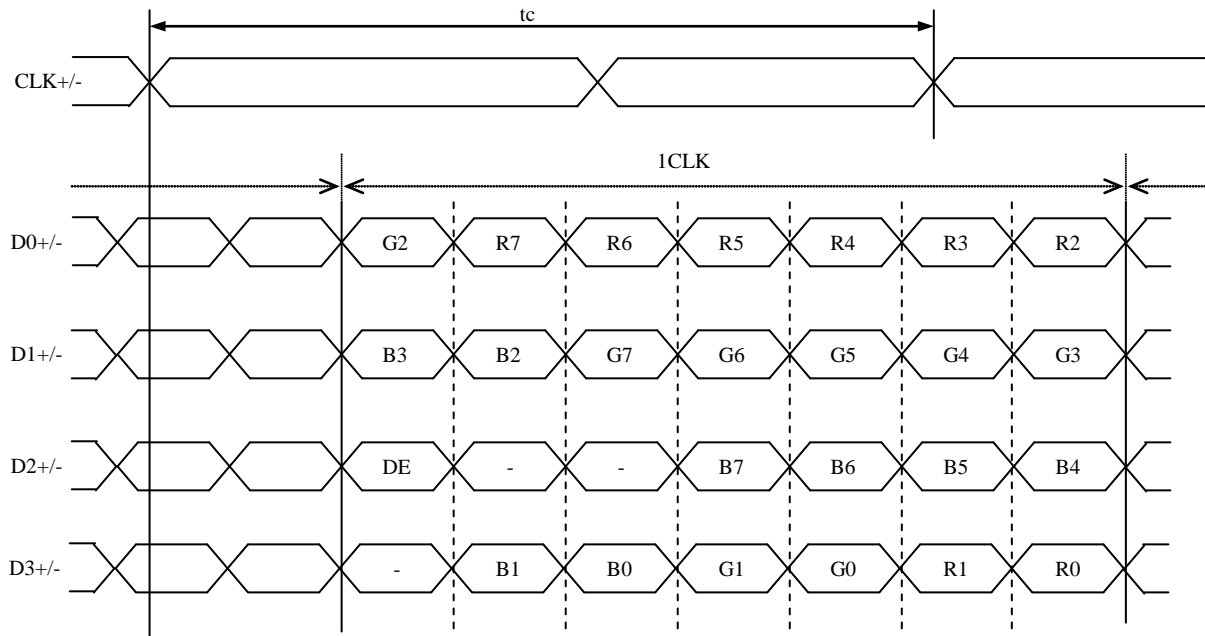 tc
CLK+/-
1CLK
D0+/- G2 R7 R6 R5 R4 R3 R2
D1+/- B3 B2 G7 G6 G5 G4 G3
D2+/- DE - - B7 B6 B5 B4
D3+/- - B1 B0 G1 G0 R1 R0